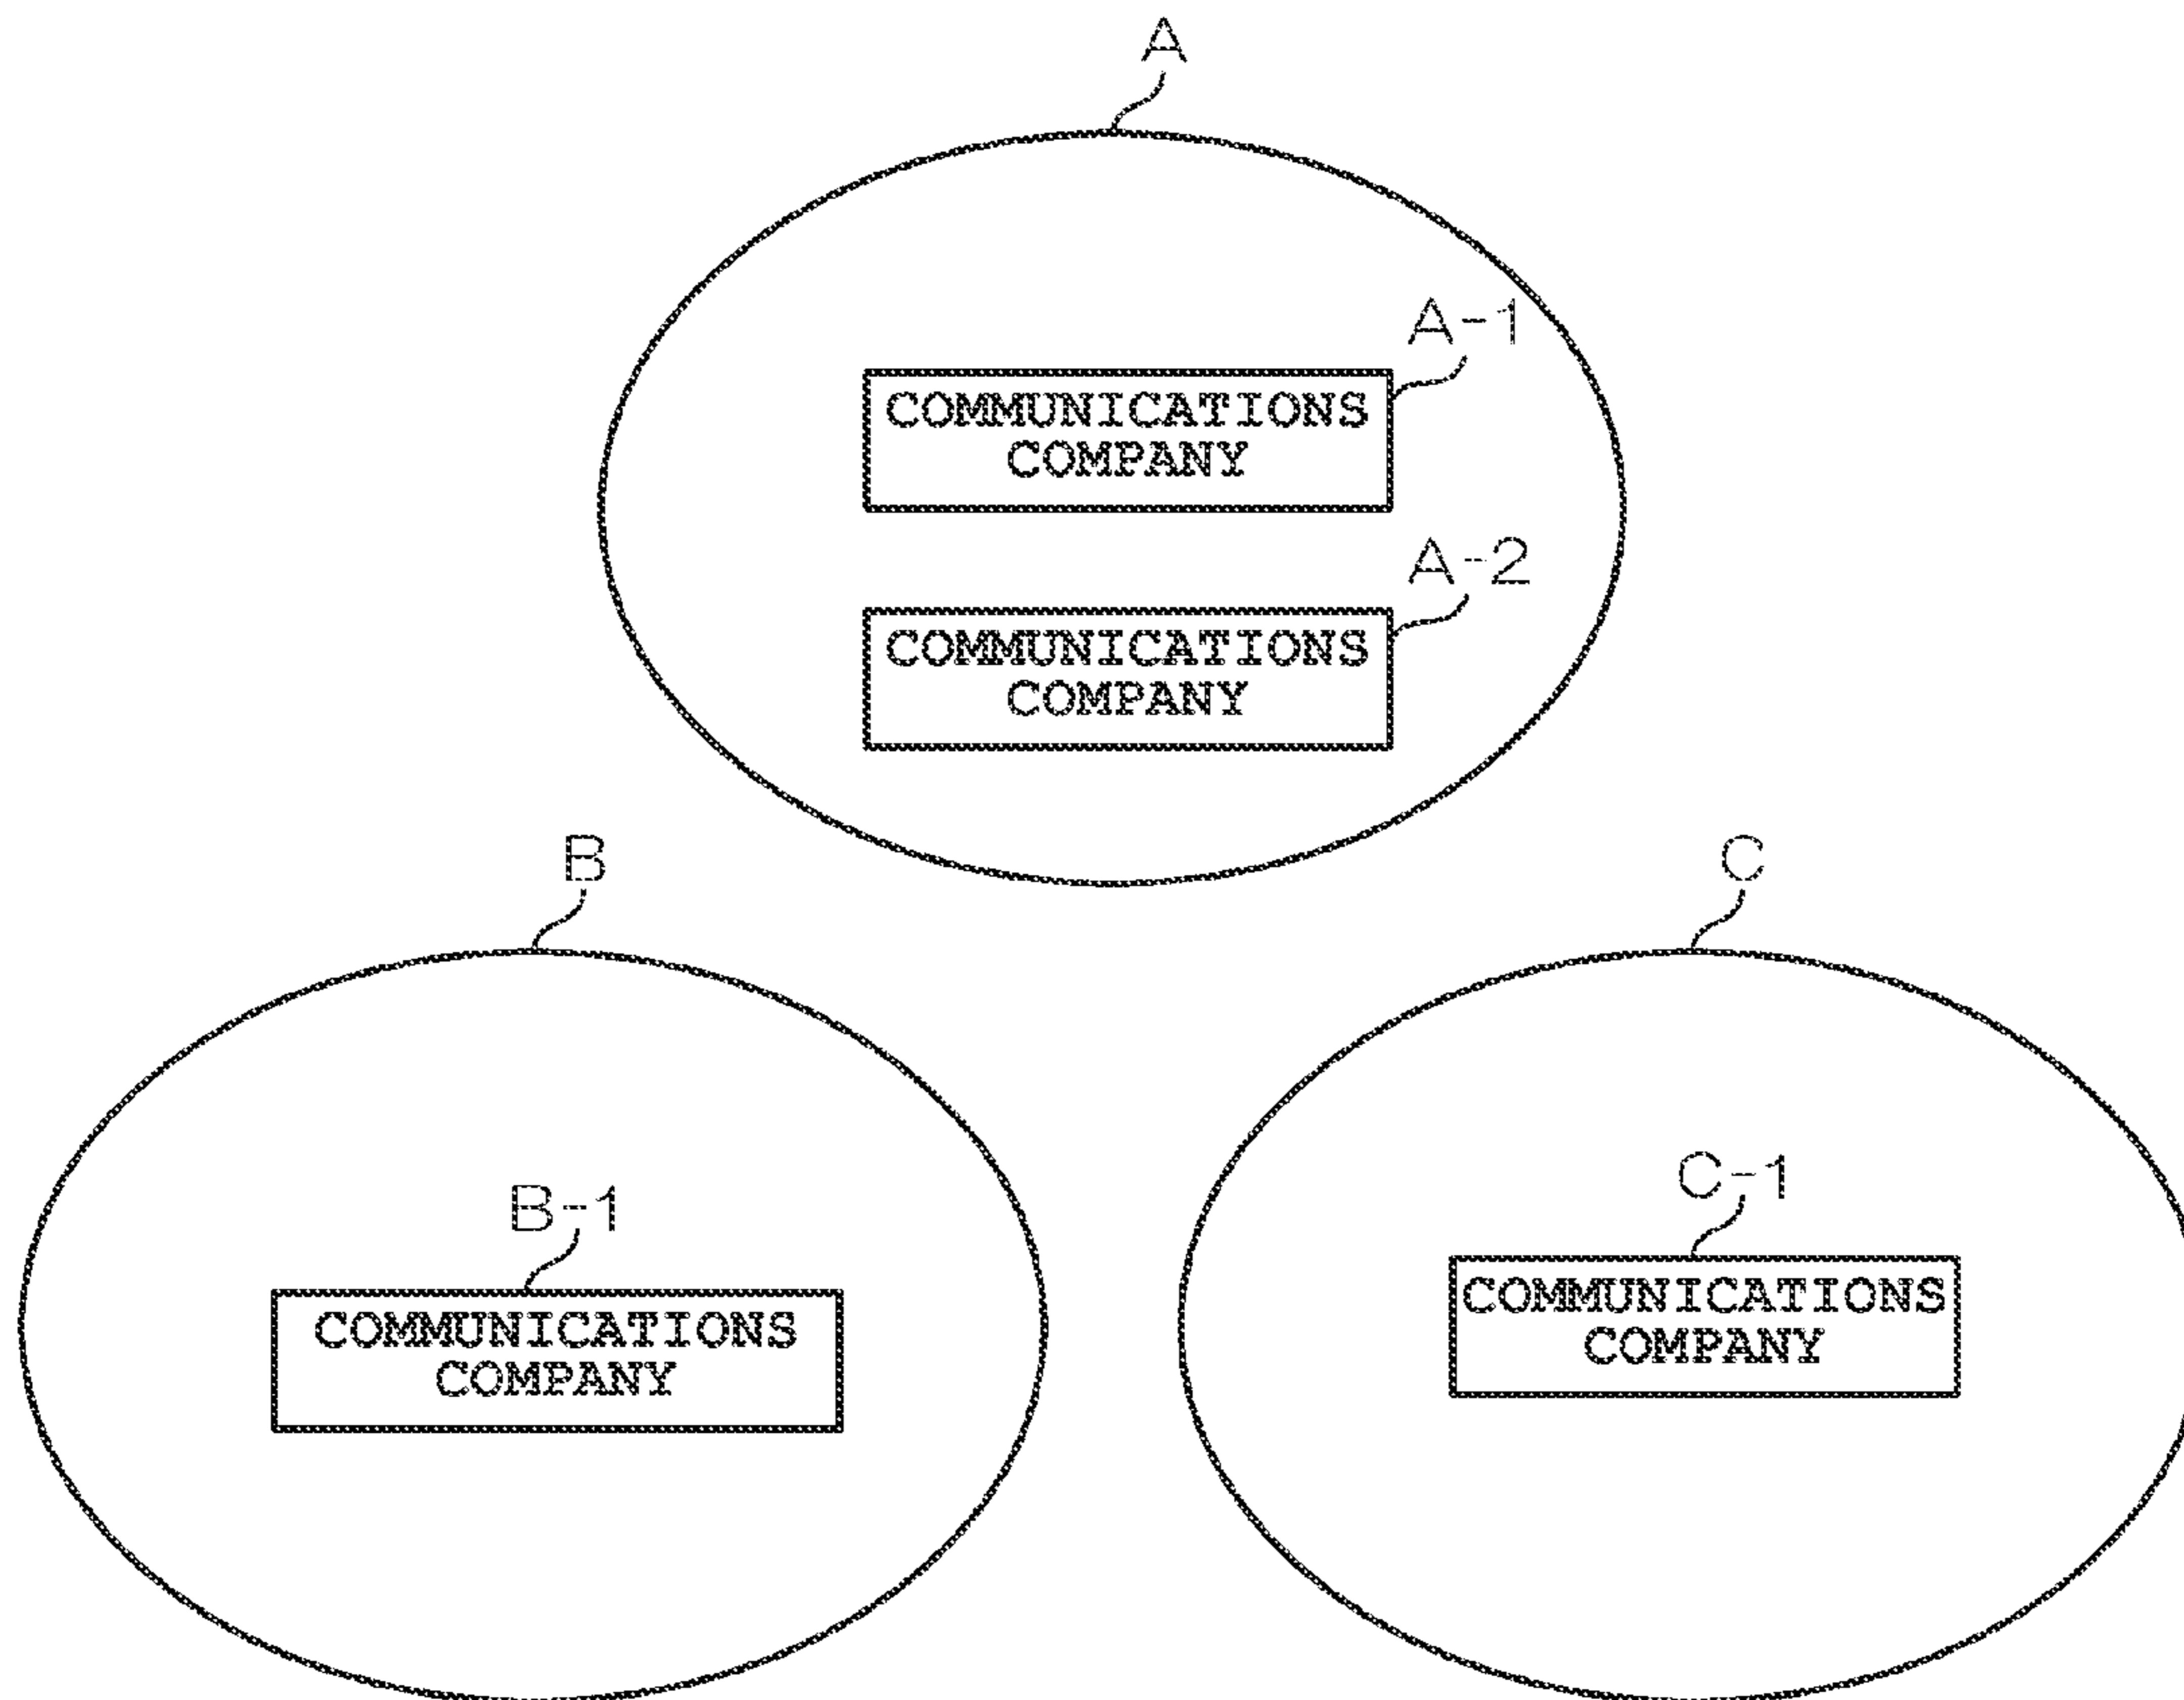 A
A-1
COMMUNICATIONS
COMPANY
A-2
COMMUNICATIONS
COMPANY
B
C
B-1
COMMUNICATIONS
COMPANY
C-1
COMMUNICATIONS
COMPANY